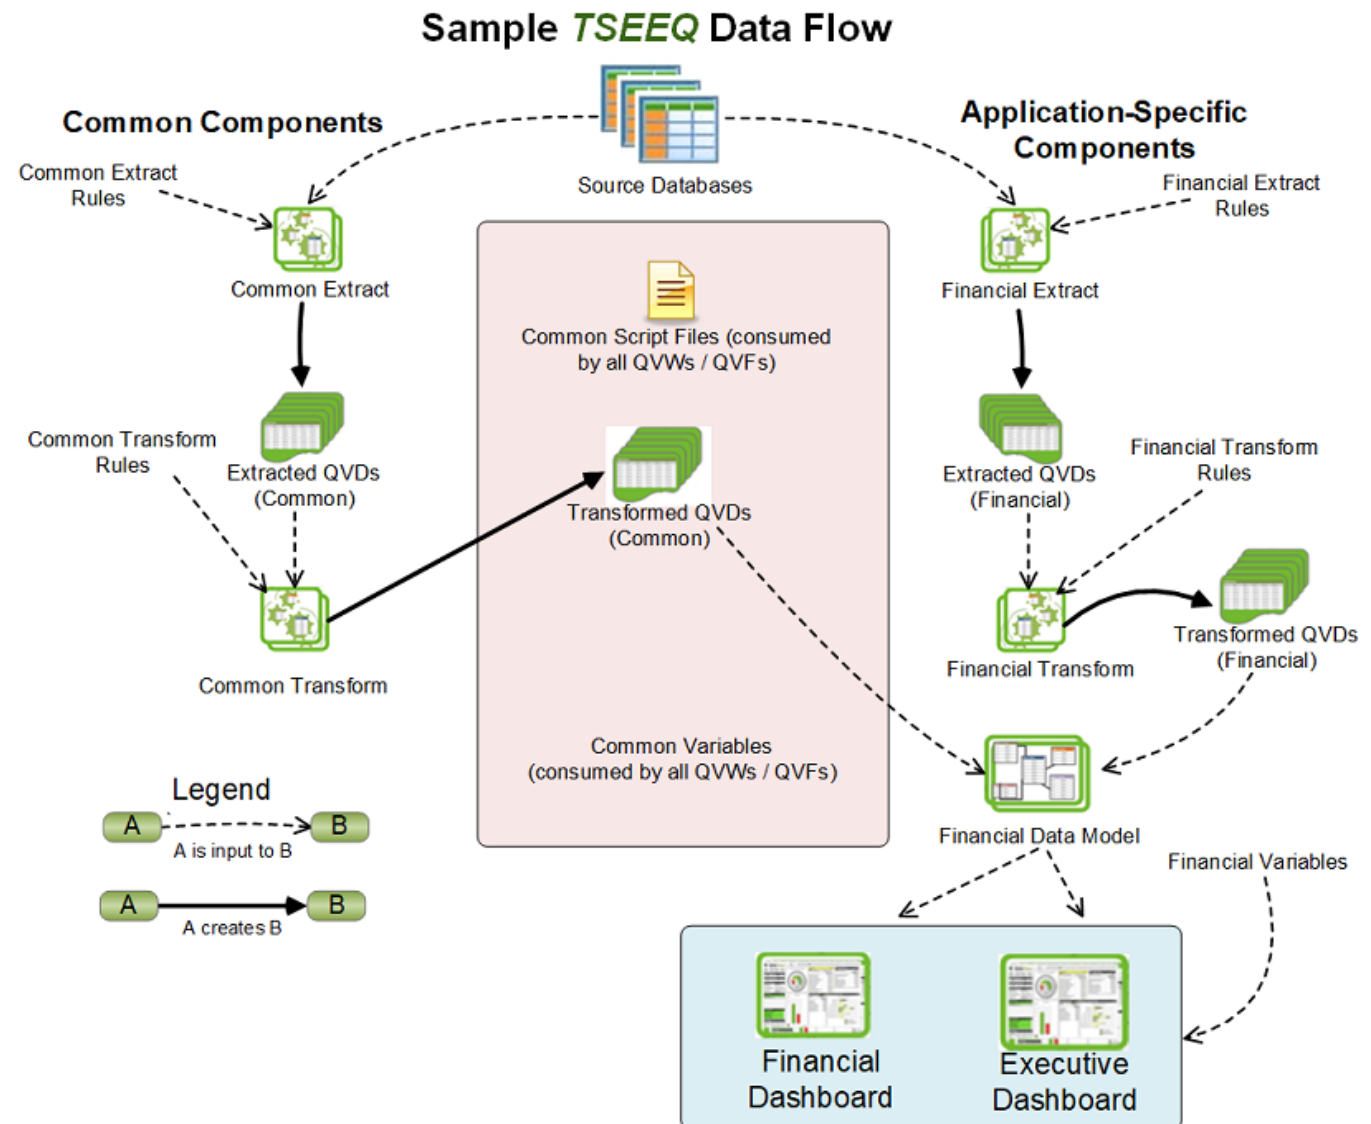 Sample TSEEQ Data Flow
Common Components
Application-Specific
Components
Common Extract
Rules
Source Databases
Financial Extract
Rules
Common Extract
Financial Extract
Common Script Files (consumed
by all QVWs / QVFs)
Common Transform
Rules
Extracted QVDs
(Common)
Transformed QVDs
(Common)
Extracted QVDs
(Financial)
Financial Transform
Rules
Common Transform
Financial Transform
Transformed QVDs
(Financial)
Common Variables
(consumed by all QVWs / QVFs)
Legend
A
B
A is input to B
A
B
A creates B
Financial Data Model
Financial Variables
Financial
Dashboard
Executive
Dashboard